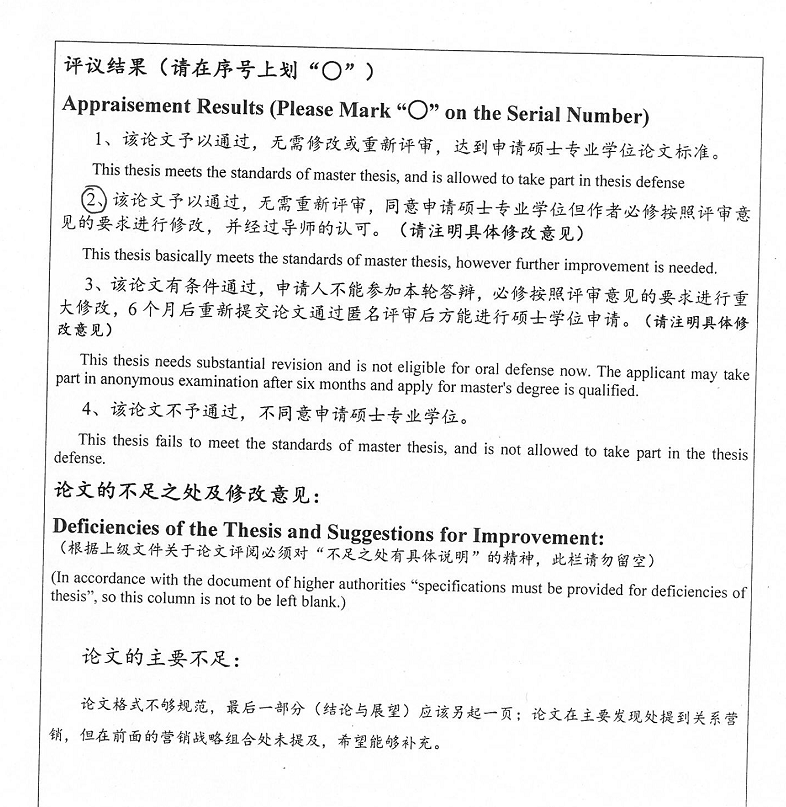 评议结果（请在序号上划“〇”）
Appraisement Results (Please Mark “〇” on the Serial Number)
1、该论文予以通过，无需修改或重新评审，达到申请硕士专业学位论文标准。
This thesis meets the standards of master thesis, and is allowed to take part in thesis defense
2、该论文予以通过，无需重新评审，同意申请硕士专业学位但作者必修按照评审意
见的要求进行修改，并经过导师的认可。（请注明具体修改意见）
This thesis basically meets the standards of master thesis, however further improvement is needed.
3、该论文有条件通过，申请人不能参加本轮答辩，必修按照评审意见的要求进行重
大修改，6个月后重新提交论文通过匿名评审后方能进行硕士学位申请。（请注明具体修
改意见）
This thesis needs substantial revision and is not eligible for oral defense now. The applicant may take
part in anonymous examination after six months and apply for master's degree is qualified.
4、该论文不予通过，不同意申请硕士专业学位。
This thesis fails to meet the standards of master thesis, and is not allowed to take part in the thesis
defense.
论文的不足之处及修改意见：
Deficiencies of the Thesis and Suggestions for Improvement:
（根据上级文件关于论文评阅必须对“不足之处有具体说明”的精神，此栏请勿留空）
(In accordance with the document of higher authorities “specifications must be provided for deficiencies of
thesis”, so this column is not to be left blank.)
论文的主要不足：
论文格式不够规范，最后一部分（结论与展望）应该另起一页；论文在主要发现处提到关系营
销，但在前面的营销战略组合处未提及，希望能够补充。